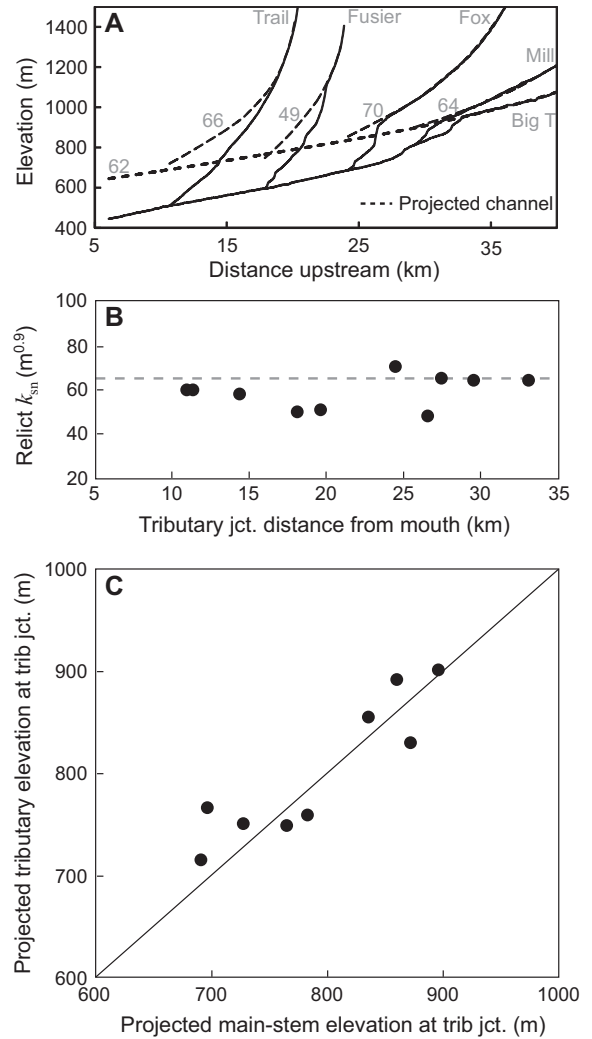 A
Trail
Fusier
Fox
Mill
Big T
62
66
49
70
64
Elevation (m)
1400
1200
1000
800
600
400
Projected channel
5
15
25
35
Distance upstream (km)
B
Relict ksn (m0.9)
100
80
60
40
20
5
10
15
20
25
30
35
Tributary jct. distance from mouth (km)
C
Projected tributary elevation at trib jct. (m)
1000
900
800
700
600
600
700
800
900
1000
Projected main-stem elevation at trib jct. (m)